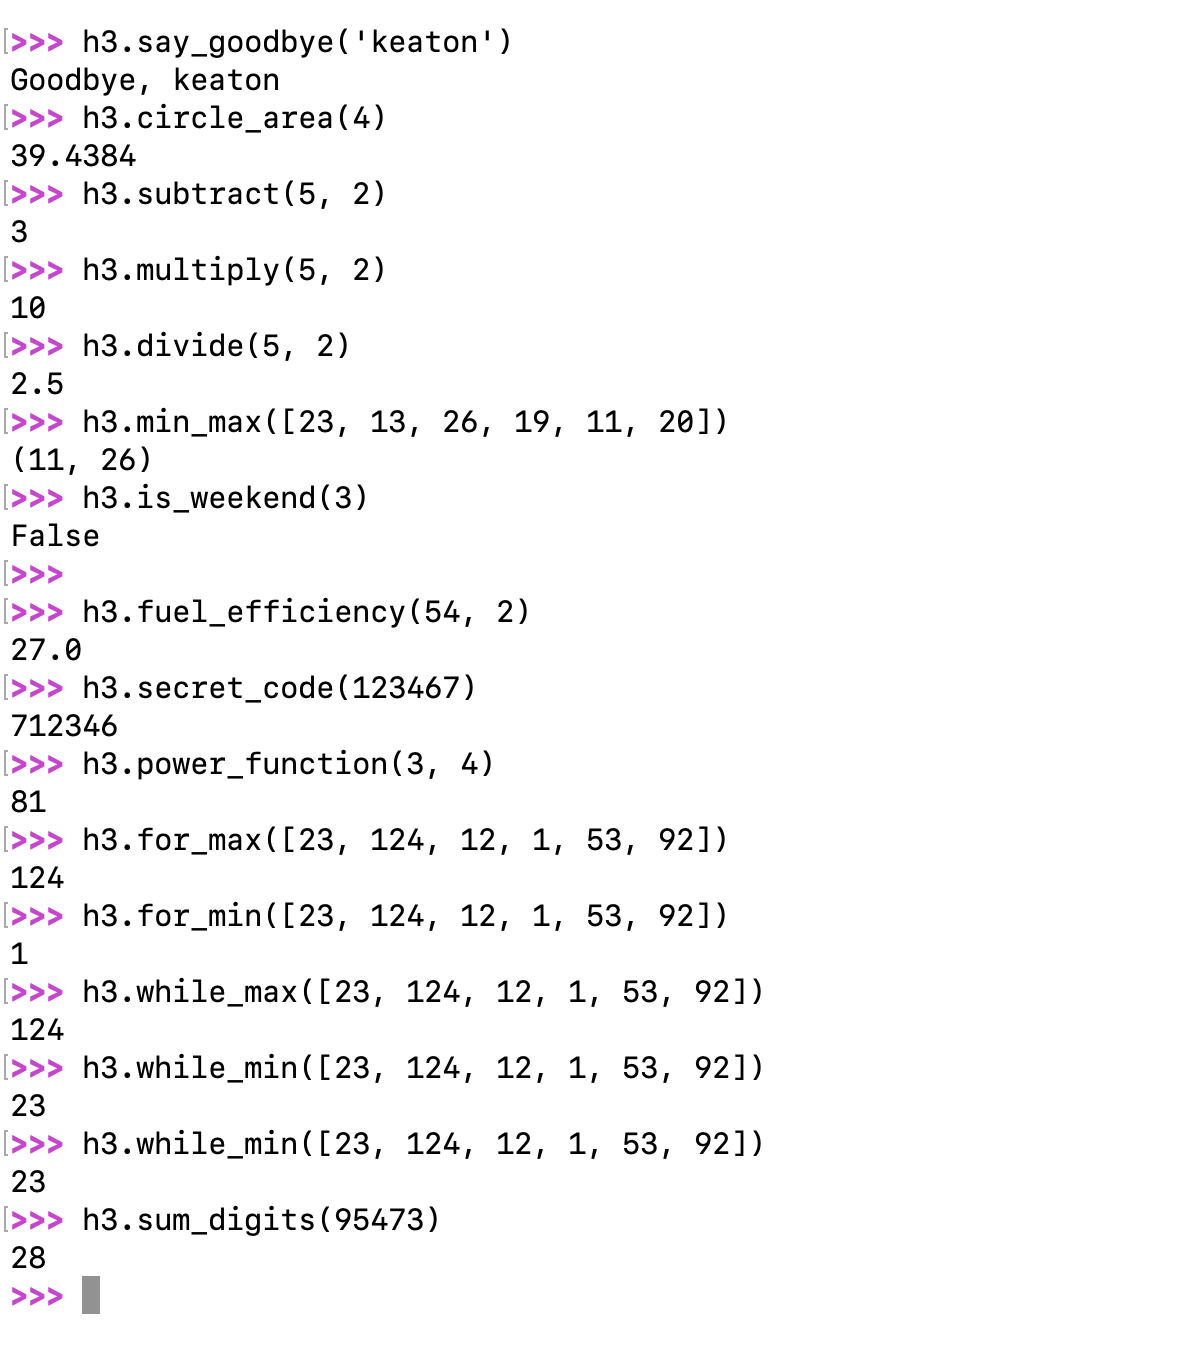 >>> h3.say_goodbye('keaton')
Goodbye, keaton
>>> h3.circle_area(4)
39.4384
>>> h3.subtract(5, 2)
3
>>> h3.multiply(5, 2)
10
>>> h3.divide(5, 2)
2.5
>>> h3.min_max([23, 13, 26, 19, 11, 20])
(11, 26)
>>> h3.is_weekend(3)
False
>>>
>>> h3.fuel_efficiency(54, 2)
27.0
>>> h3.secret_code(123467)
712346
>>> h3.power_function(3, 4)
81
>>> h3.for_max([23, 124, 12, 1, 53, 92])
124
>>> h3.for_min([23, 124, 12, 1, 53, 92])
1
>>> h3.while_max([23, 124, 12, 1, 53, 92])
124
>>> h3.while_min([23, 124, 12, 1, 53, 92])
23
>>> h3.while_min([23, 124, 12, 1, 53, 92])
23
>>> h3.sum_digits(95473)
28
>>>